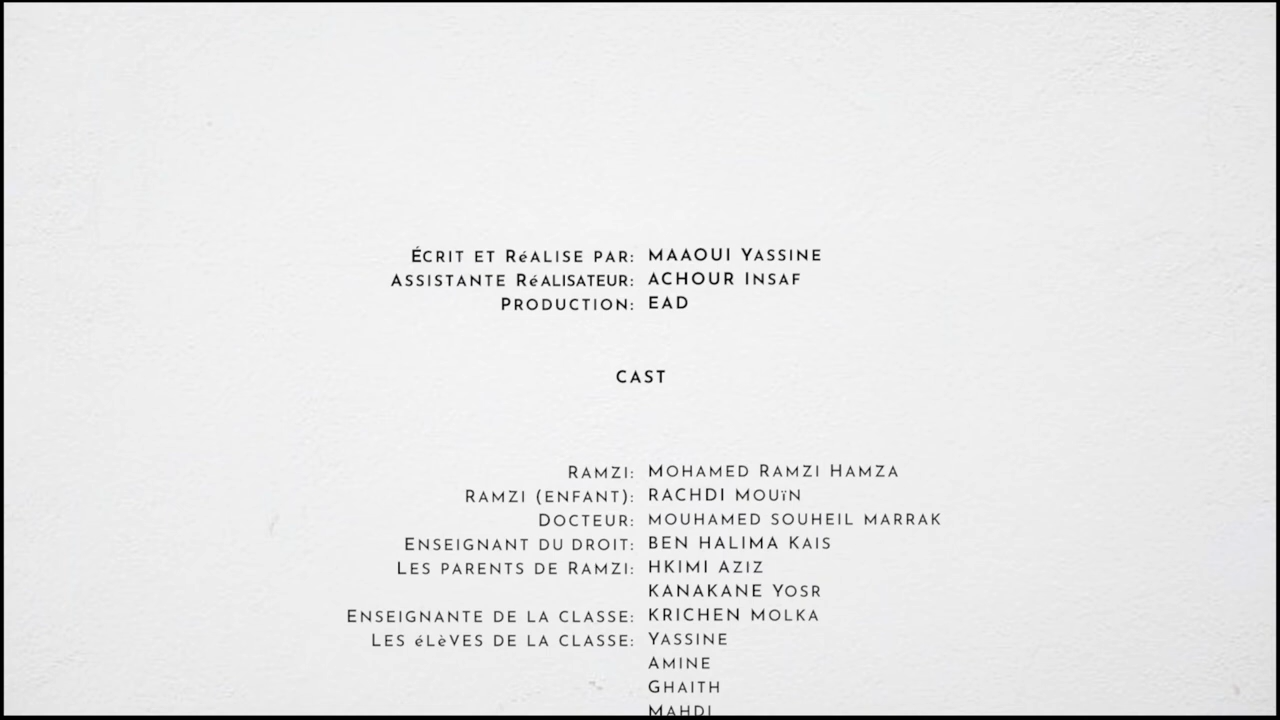 ÉCRIT ET RéALISE PAR: MAAOUI YASSINE
ASSISTANTE RéALISATEUR: ACHOUR INSAF
PRODUCTION: EAD
CAST
RAMZI: MOHAMED RAMZI HAMZA
RAMZI (ENFANT): RACHDI MOUïN
DOCTEUR: MOUHAMED SOUHEIL MARRAK
ENSEIGNANT DU DROIT: BEN HALIMA KAIS
LES PARENTS DE RAMZI: HKIMI AZIZ
KANAKANE YOSR
ENSEIGNANTE DE LA CLASSE: KRICHEN MOLKA
LES éLèVES DE LA CLASSE: YASSINE
AMINE
GHAITH
MAHDI